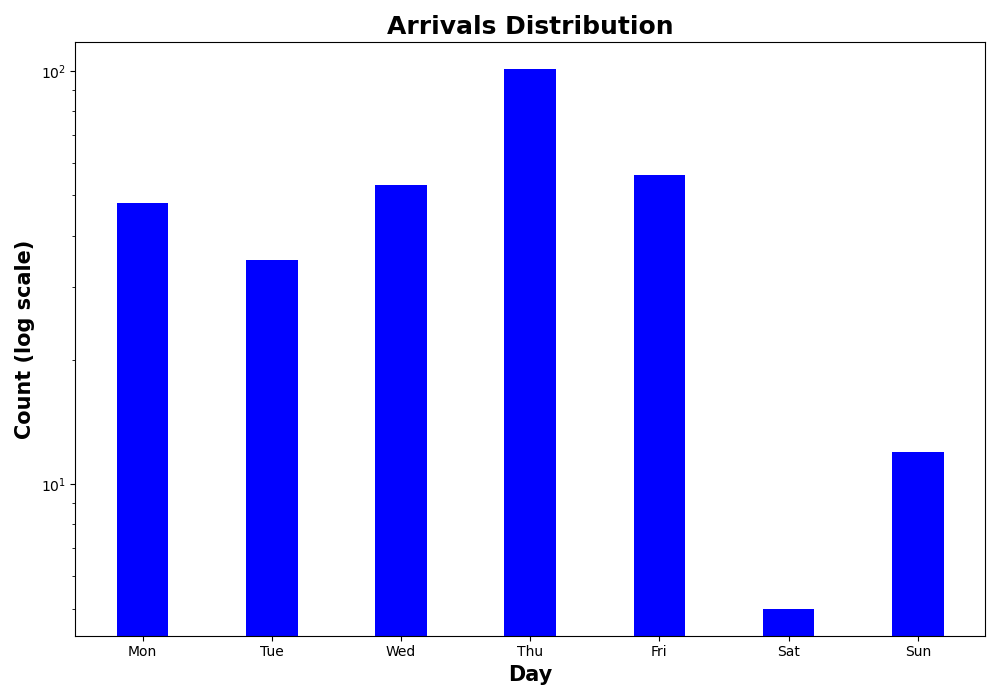 Arrivals Distribution
Count (log scale)
10²
10¹
Mon Tue Wed Thu Fri Sat Sun
Day